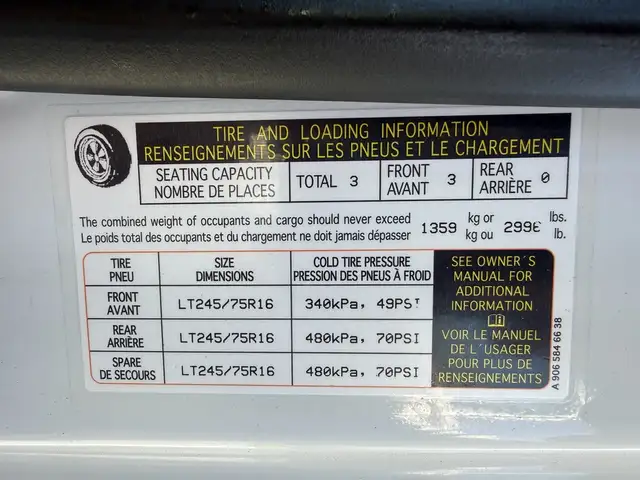 TIRE AND LOADING INFORMATION
RENSEIGNEMENTS SUR LES PNEUS ET LE CHARGEMENT
SEATING CAPACITY
NOMBRE DE PLACES
TOTAL 3
FRONT
AVANT 3
REAR
ARRIÈRE 0
The combined weight of occupants and cargo should never exceed
Le poids total des occupants et du chargement ne doit jamais dépasser
1359
kg or
kg ou
lbs.
lb.
TIRE
PNEU
SIZE
DIMENSIONS
COLD TIRE PRESSURE
PRESSION DES PNEUS À FROID
FRONT
AVANT
LT245/75R16
340kPa, 49PSI
REAR
ARRIÈRE
LT245/75R16
480kPa, 70PSI
SPARE
DE SECOURS
LT245/75R16
480kPa, 70PSI
SEE OWNER´S
MANUAL FOR
ADDITIONAL
INFORMATION
VOIR LE MANUEL
DE L´USAGER
POUR PLUS DE
RENSEIGNEMENTS
A 906 584 66 38